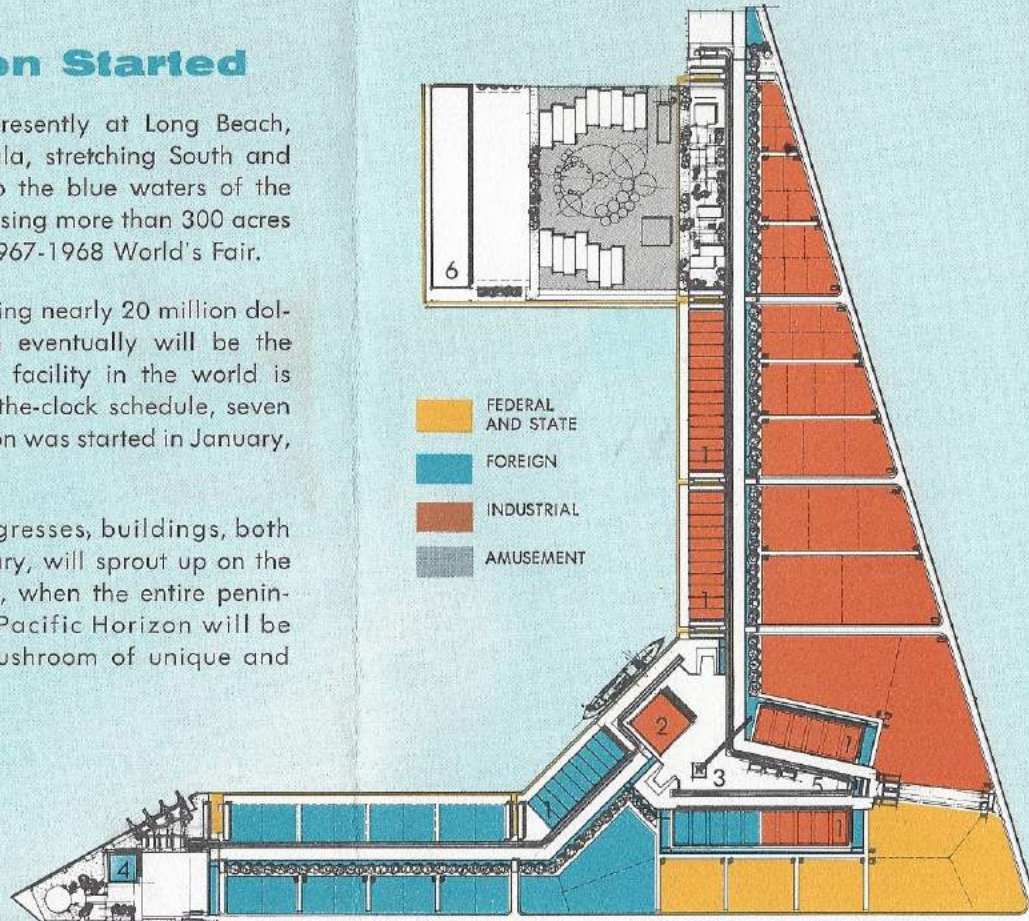 on Started
resently at Long Beach,
la, stretching South and
o the blue waters of the
sing more than 300 acres
967-1968 World's Fair.
ing nearly 20 million dol-
eventually will be the
facility in the world is
the-clock schedule, seven
on was started in January,
gresses, buildings, both
ary, will sprout up on the
, when the entire penin-
Pacific Horizon will be
ushroom of unique and
6
FEDERAL
AND STATE
FOREIGN
INDUSTRIAL
AMUSEMENT
1
1
2
1
3
5
1
1
4